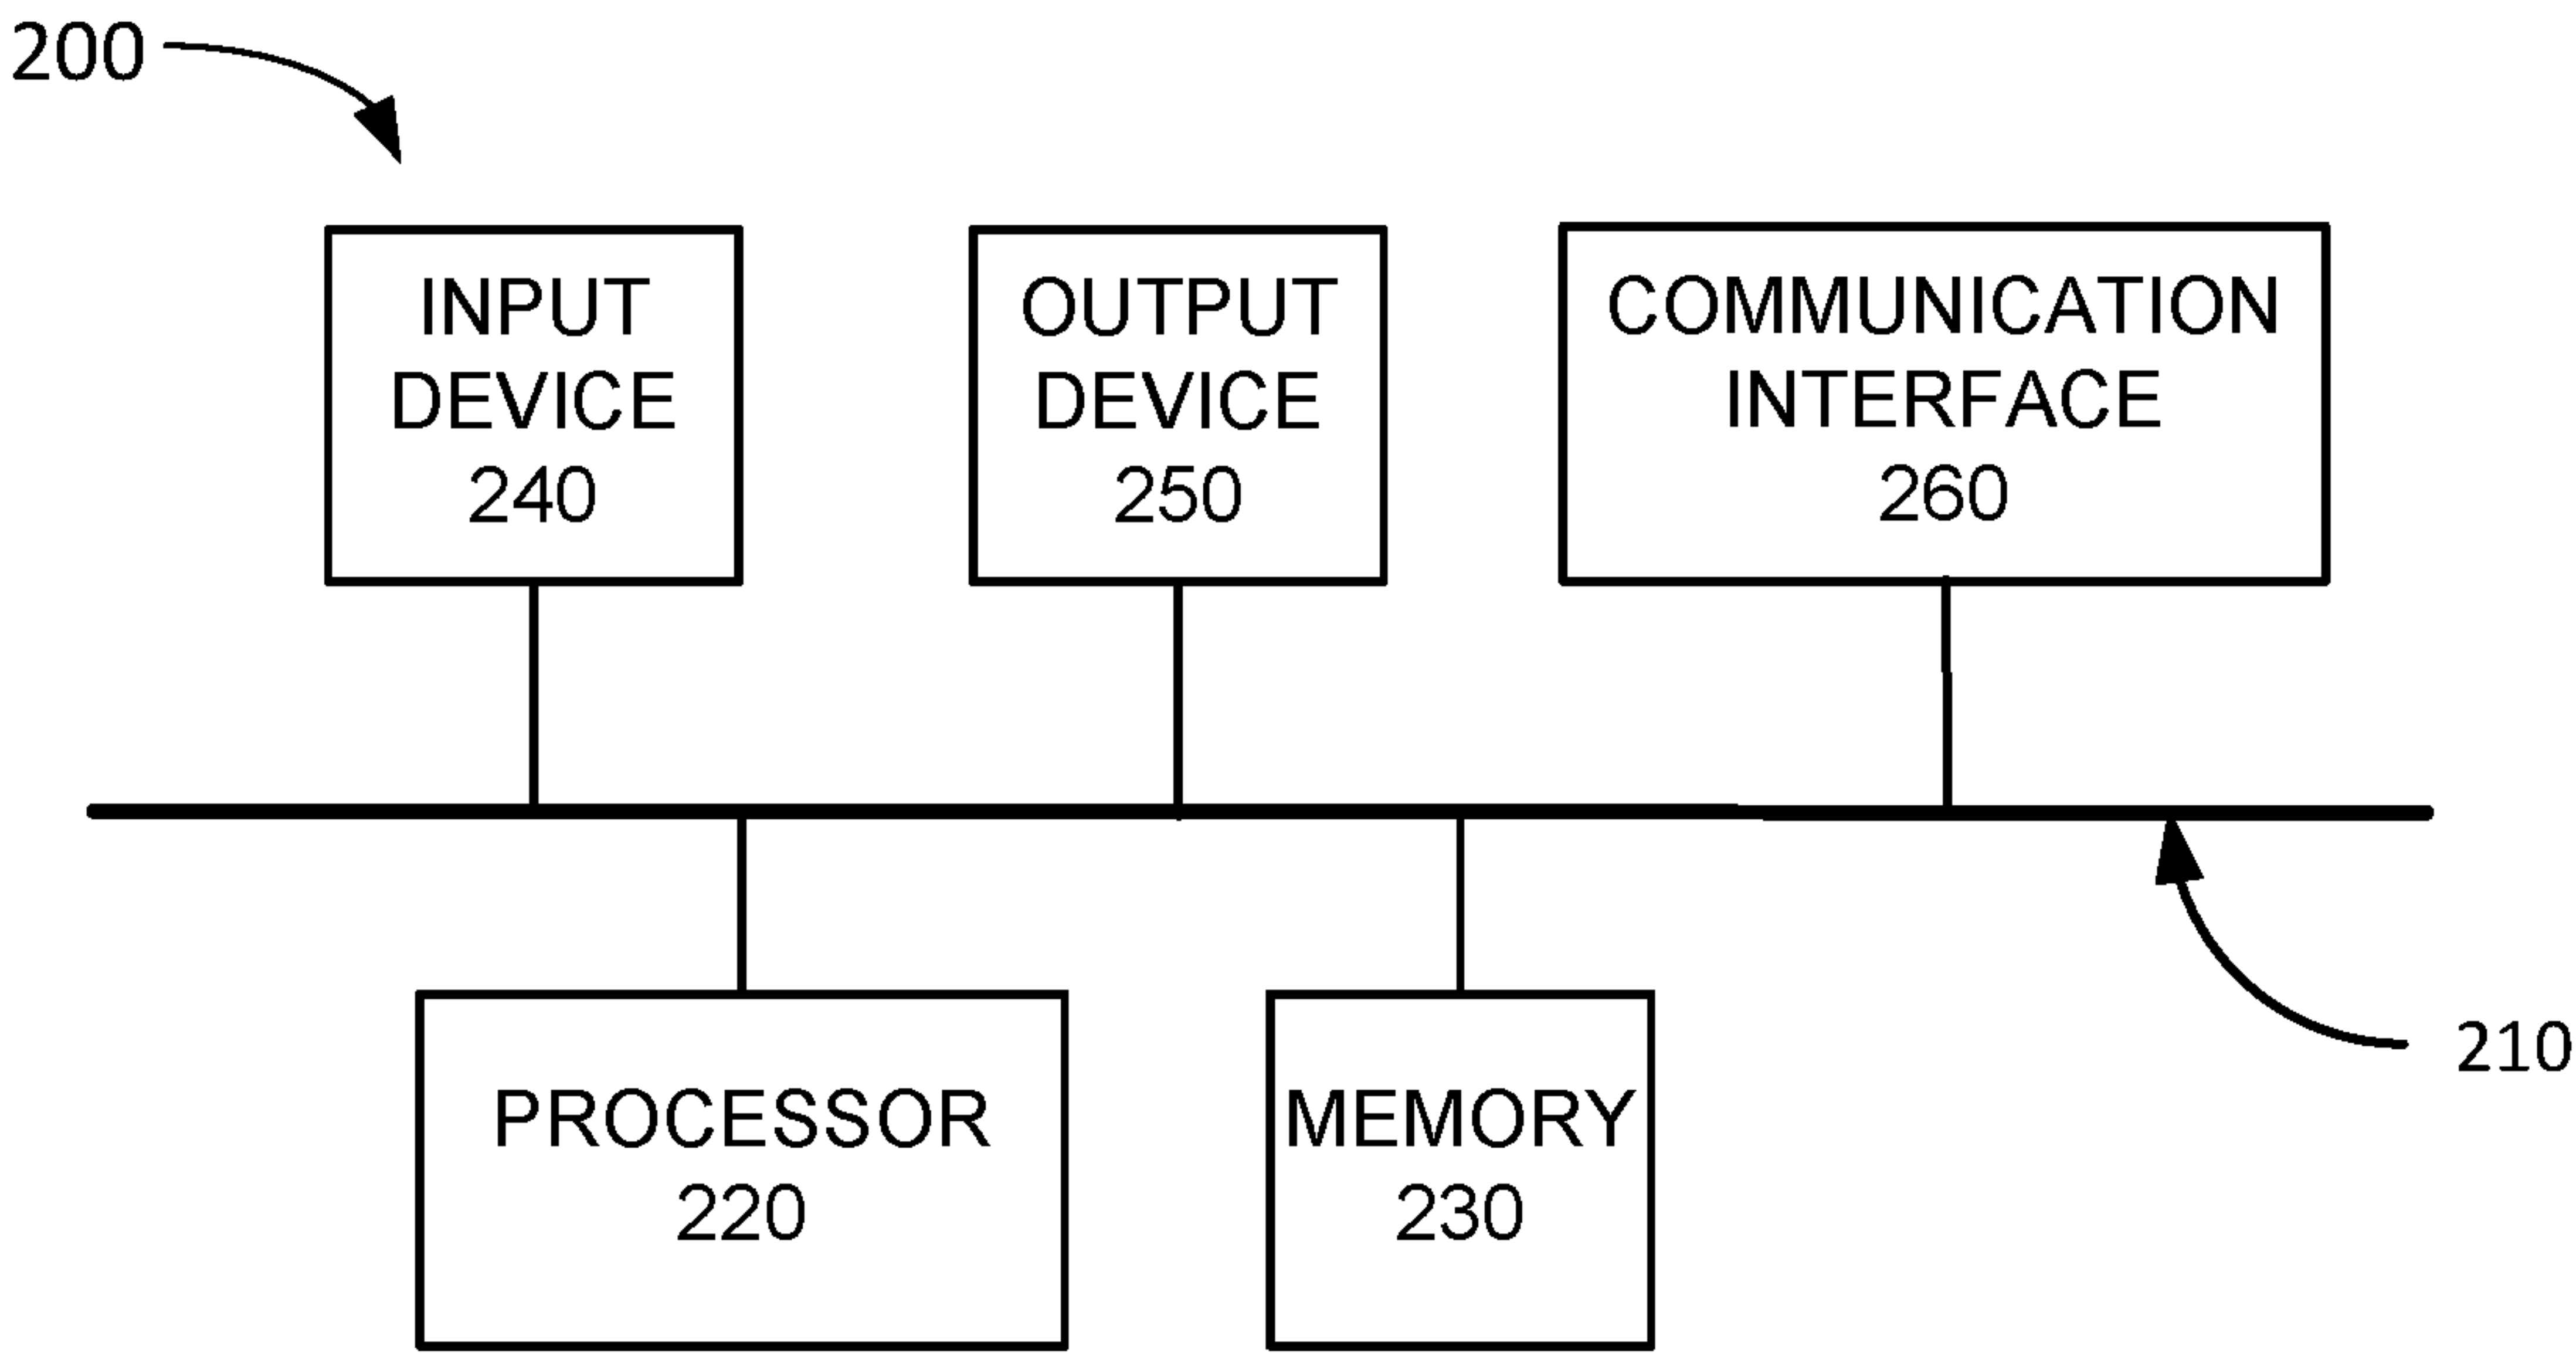 200
INPUT
DEVICE
240
OUTPUT
DEVICE
250
COMMUNICATION
INTERFACE
260
PROCESSOR
220
MEMORY
230
210